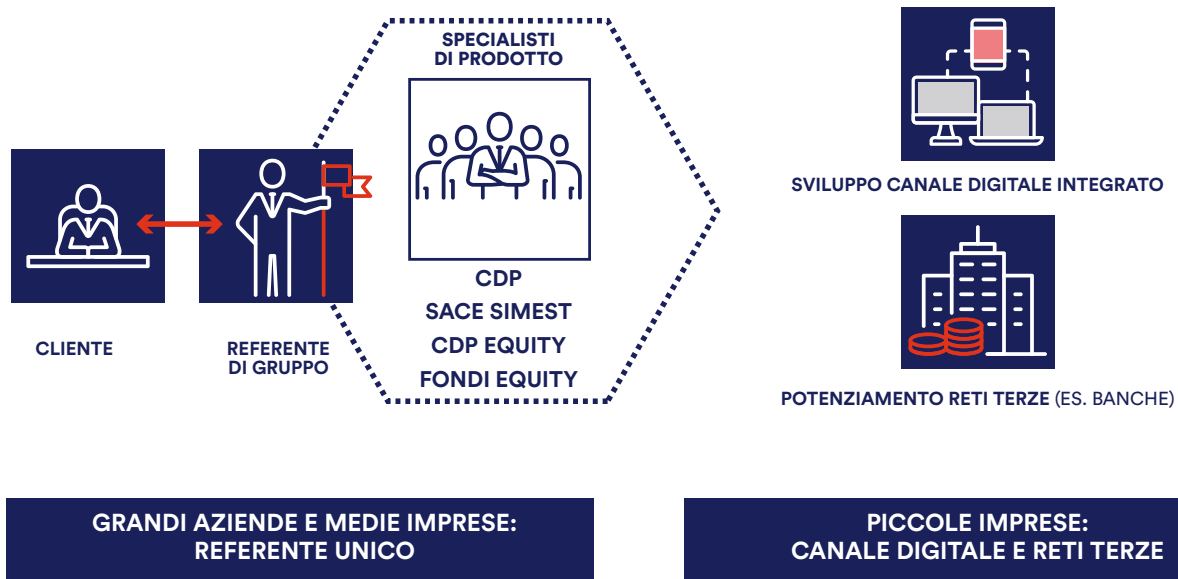 SPECIALISTI
DI PRODOTTO
CLIENTE
REFERENTE
DI GRUPPO
CDP
SACE SIMEST
CDP EQUITY
FONDI EQUITY
SVILUPPO CANALE DIGITALE INTEGRATO
POTENZIAMENTO RETI TERZE (ES. BANCHE)
GRANDI AZIENDE E MEDIE IMPRESE:
REFERENTE UNICO
PICCOLE IMPRESE:
CANALE DIGITALE E RETI TERZE